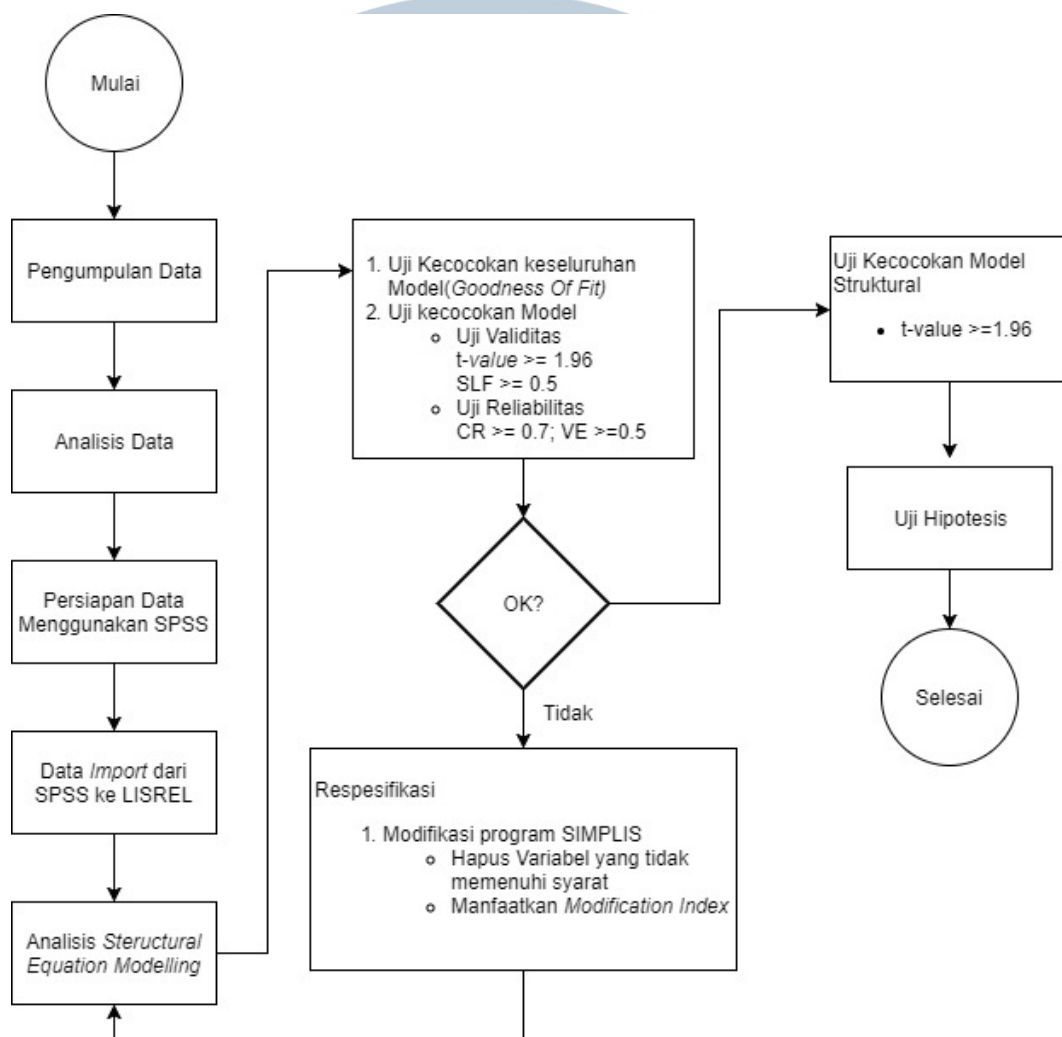 Mulai
Pengumpulan Data
Analisis Data
Persiapan Data
Menggunakan SPSS
Data Import dari
SPSS ke LISREL
Analisis Steructural
Equation Modelling
1. Uji Kecocokan keseluruhan
Model(Goodness Of Fit)
2. Uji kecocokan Model
Uji Validitas
t-value >= 1.96
SLF >= 0.5
Uji Reliabilitas
CR >= 0.7; VE >=0.5
OK?
Tidak
Respesifikasi
1. Modifikasi program SIMPLIS
Hapus Variabel yang tidak
memenuhi syarat
Manfaatkan Modification Index
Uji Kecocokan Model
Struktural
t-value >=1.96
Uji Hipotesis
Selesai